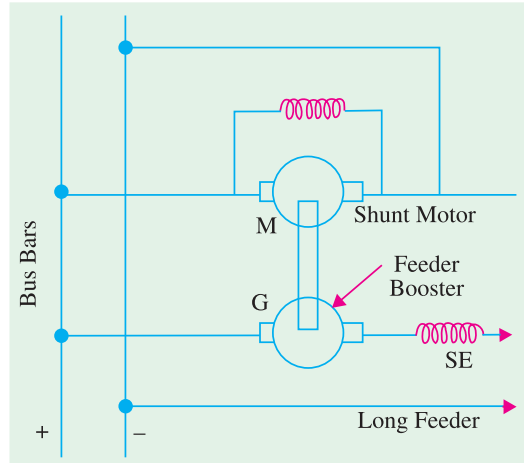 Bus Bars
M
Shunt Motor
G
Feeder
Booster
SE
Long Feeder
+
–